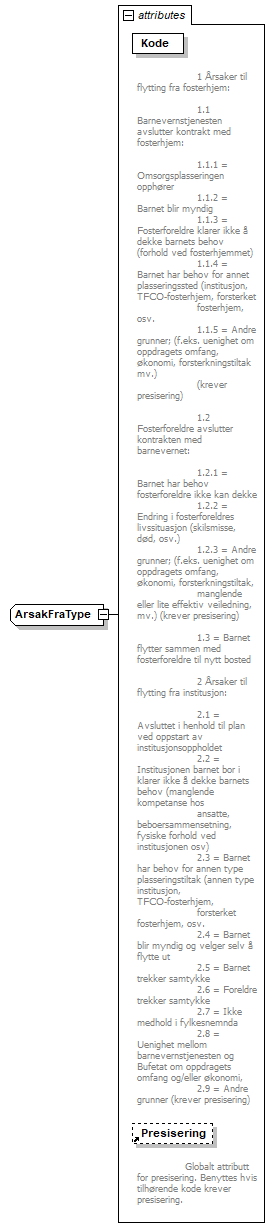 attributes
Kode
1 Årsaker til
flytting fra fosterhjem:
1.1
Barnevernstjenesten
avslutter kontrakt med
fosterhjem:
1.1.1 =
Omsorgsplasseringen
opphører
1.1.2 =
Barnet blir myndig
1.1.3 =
Fosterforeldre klarer ikke å
dekke barnets behov
(forhold ved fosterhjemmet)
1.1.4 =
Barnet har behov for annet
plasseringssted (institusjon,
TFCO-fosterhjem, forsterket
fosterhjem,
osv.
1.1.5 = Andre
grunner; (f.eks. uenighet om
oppdragets omfang,
økonomi, forsterkningstiltak
mv.)
(krever
presisering)
1.2
Fosterforeldre avslutter
kontrakten med
barnevernet:
1.2.1 =
Barnet har behov
fosterforeldre ikke kan dekke
1.2.2 =
Endring i fosterforeldres
livssituasjon (skilsmisse,
død, osv.)
1.2.3 = Andre
grunner; (f.eks. uenighet om
oppdragets omfang,
økonomi, forsterkningstiltak,
manglende
eller lite effektiv veiledning,
mv.) (krever presisering)
ArsakFraType
1.3 = Barnet
flytter sammen med
fosterforeldre til nytt bosted
2 Årsaker til
flytting fra institusjon:
2.1 =
Avsluttet i henhold til plan
ved oppstart av
institusjonsoppholdet
2.2 =
Institusjonen barnet bor i
klarer ikke å dekke barnets
behov (manglende
kompetanse hos
ansatte,
beboersammensetning,
fysiske forhold ved
institusjonen osv)
2.3 = Barnet
har behov for annen type
plasseringstiltak (annen type
institusjon,
TFCO-fosterhjem,
forsterket
fosterhjem, osv.
2.4 = Barnet
blir myndig og velger selv å
flytte ut
2.5 = Barnet
trekker samtykke
2.6 = Foreldre
trekker samtykke
2.7 = Ikke
medhold i fylkesnemnda
2.8 =
Uenighet mellom
barnevernstjenesten og
Bufetat om oppdragets
omfang og/eller økonomi,
2.9 = Andre
grunner (krever presisering)
Presisering
Globalt attributt
for presisering. Benyttes hvis
tilhørende kode krever
presisering.